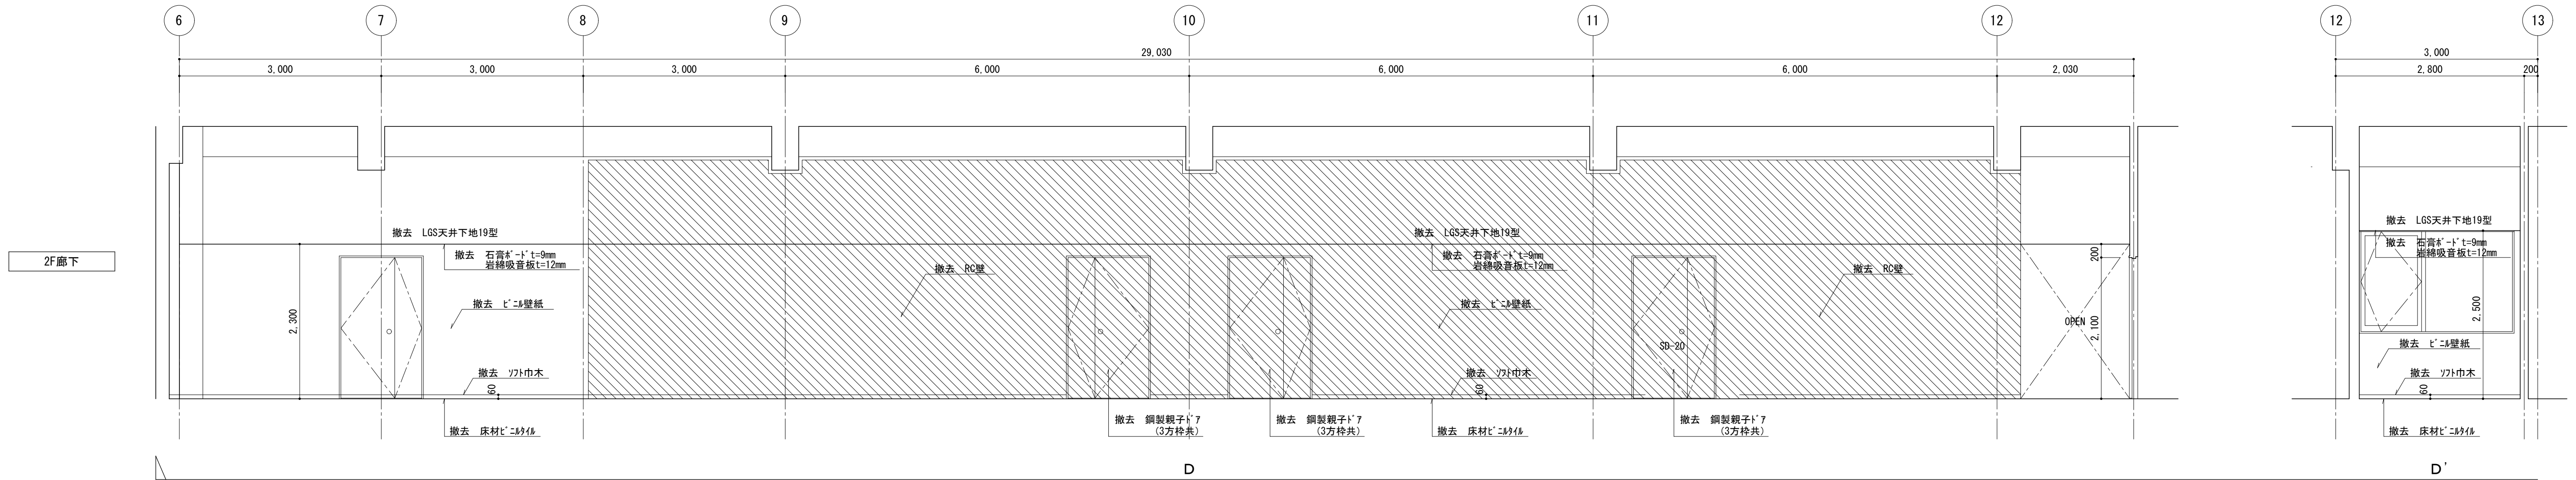 6 7 8 9 10 11 12 12 13
29,030 3,000
3,000 3,000 3,000 6,000 6,000 6,000 2,030 2,800 200
2F廊下
撤去 LGS天井下地19型
撤去 石膏ﾎﾞｰﾄﾞt=9mm
岩綿吸音板t=12mm
2,300
撤去 ﾋﾞﾆﾙ壁紙
撤去 ｿﾌﾄ巾木
60
撤去 床材ﾋﾞﾆﾙﾀｲﾙ
撤去 RC壁
撤去 鋼製親子ﾄﾞｱ
(3方枠共)
撤去 鋼製親子ﾄﾞｱ
(3方枠共)
撤去 LGS天井下地19型
撤去 石膏ﾎﾞｰﾄﾞt=9mm
岩綿吸音板t=12mm
撤去 ﾋﾞﾆﾙ壁紙
撤去 ｿﾌﾄ巾木
60
撤去 床材ﾋﾞﾆﾙﾀｲﾙ
SD-20
撤去 鋼製親子ﾄﾞｱ
(3方枠共)
撤去 RC壁
OPEN
200
2,100
撤去 LGS天井下地19型
撤去 石膏ﾎﾞｰﾄﾞt=9mm
岩綿吸音板t=12mm
2,500
撤去 ﾋﾞﾆﾙ壁紙
撤去 ｿﾌﾄ巾木
60
撤去 床材ﾋﾞﾆﾙﾀｲﾙ
D D'